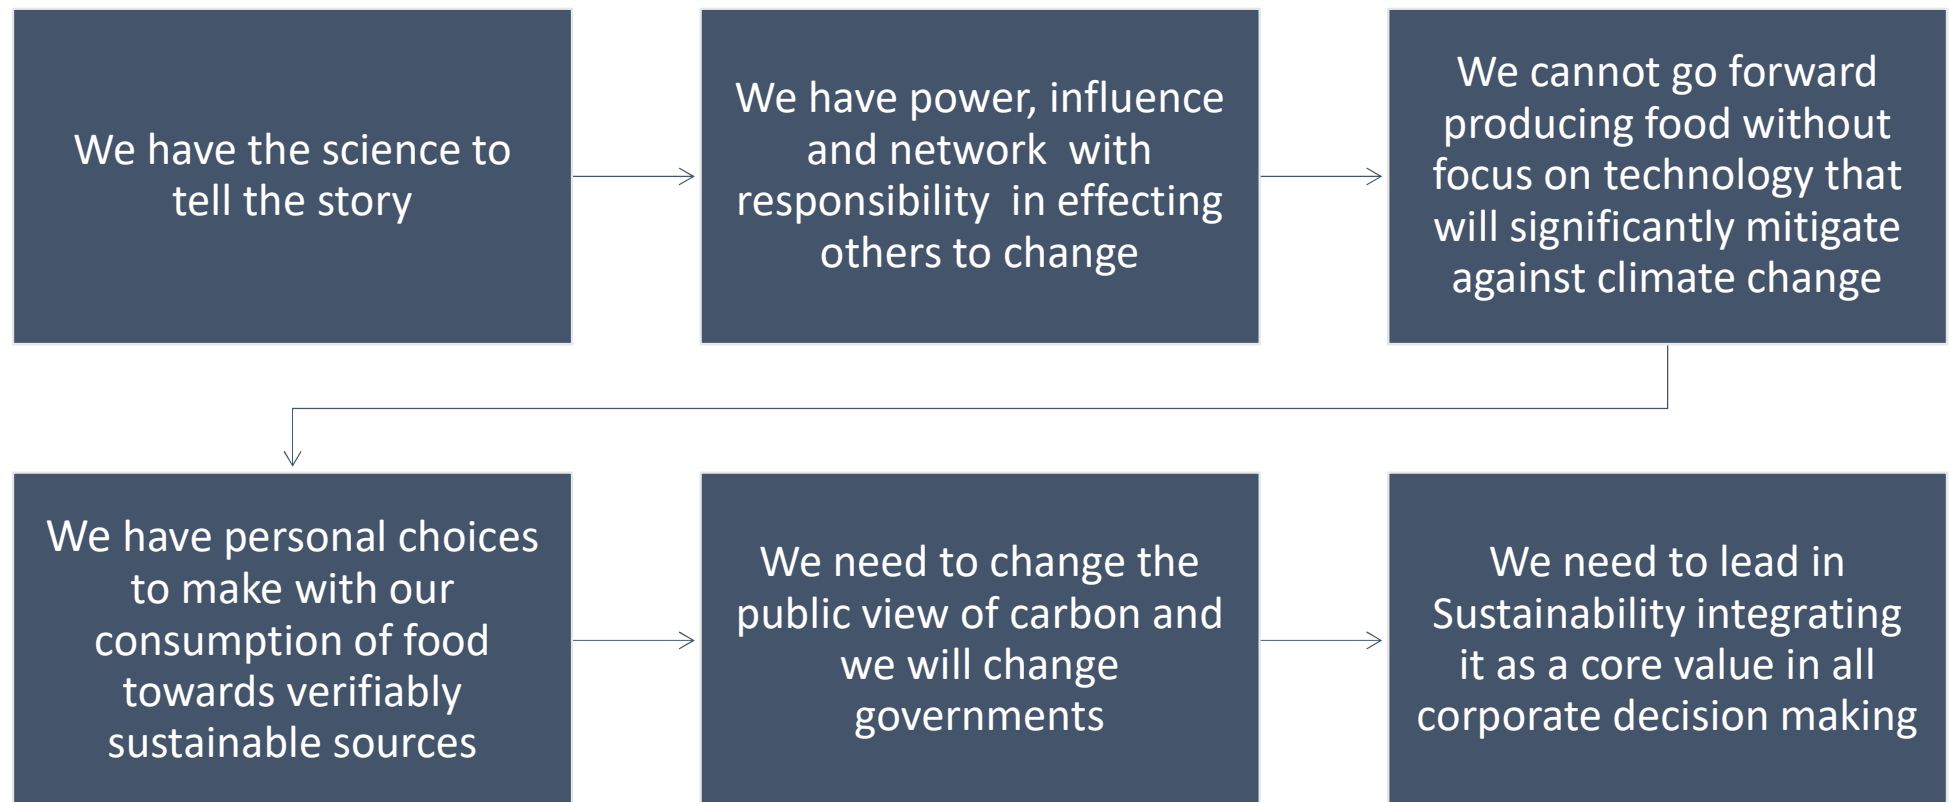 We have the science to
tell the story
We have power, influence
and network  with
responsibility  in effecting
others to change
We cannot go forward
producing food without
focus on technology that
will significantly mitigate
against climate change
We have personal choices
to make with our
consumption of food
towards verifiably
sustainable sources
We need to change the
public view of carbon and
we will change
governments
We need to lead in
Sustainability integrating
it as a core value in all
corporate decision making